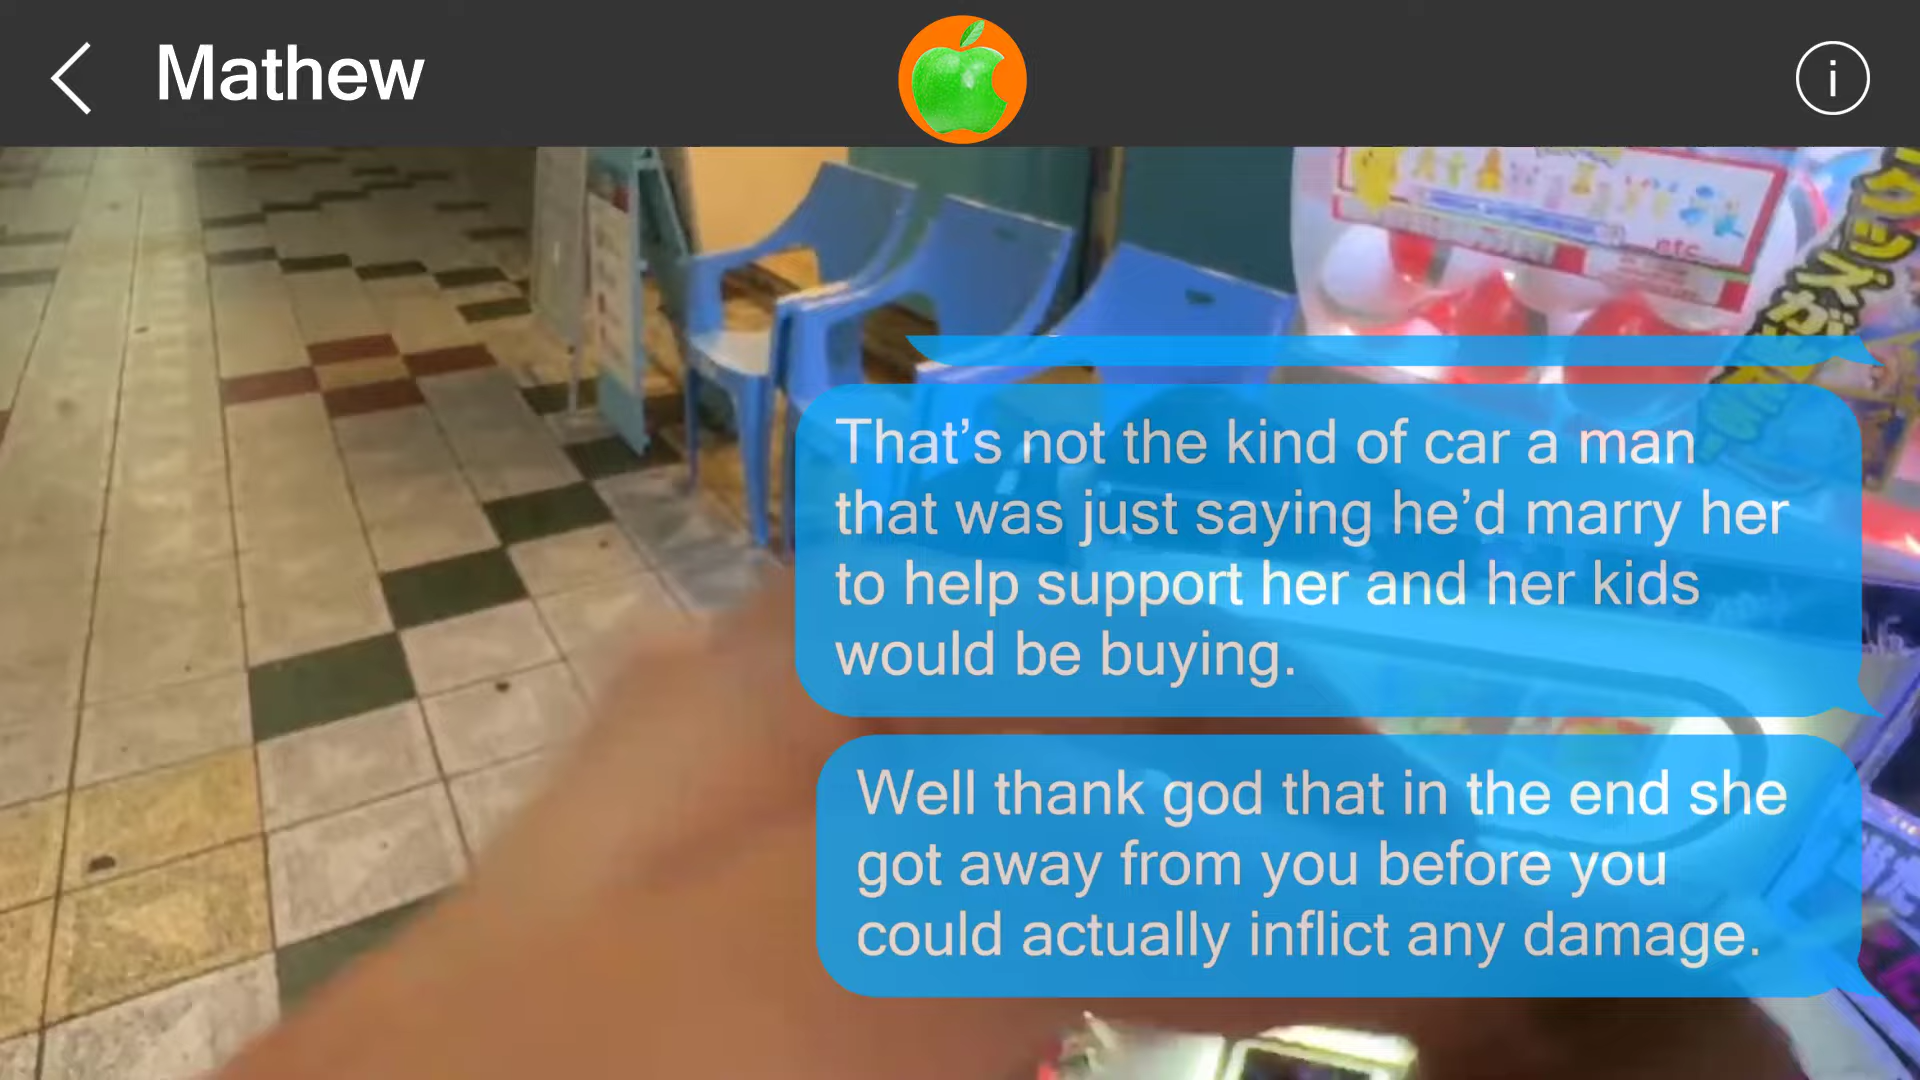 Mathew
i
etc
That’s not the kind of car a man
that was just saying he’d marry her
to help support her and her kids
would be buying.
Well thank god that in the end she
got away from you before you
could actually inflict any damage.